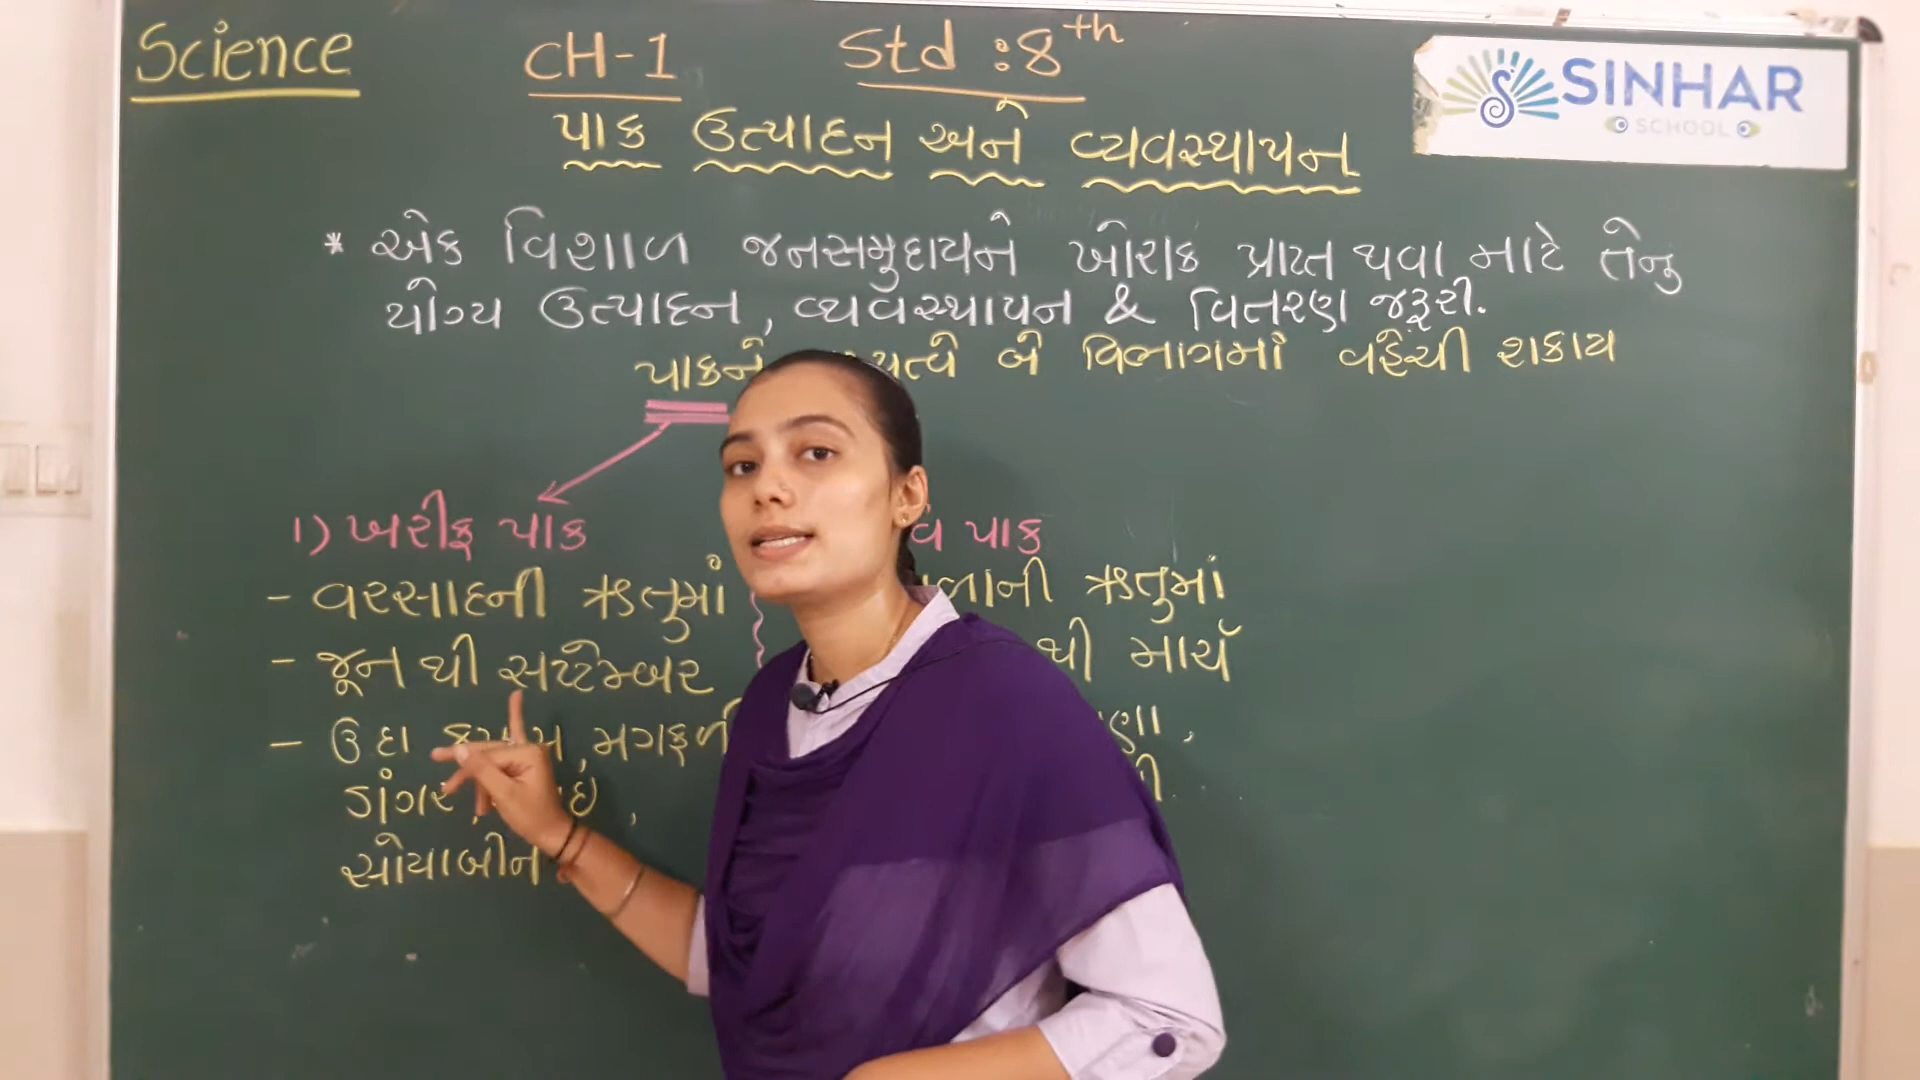 Science CH-1 Std :8th
SINHAR
SCHOOL
પાક ઉત્પાદન અને વ્યવસ્થાપન
* એક વિશાળ જનસમુદાયને ખોરાક પ્રાપ્ત થવા માટે તેનુ
યોગ્ય ઉત્પાદન, વ્યવસ્થાપન & વિતરણ જરૂરી.
પાકને બે વિભાગમાં વહેંચી શકાય
1) ખરીફ પાક પાક
- વરસાદની ઋતુમાં ઋતુમાં
- જૂન થી સપ્ટેમ્બર થી માર્ચ
- ઉદા , મગફળી
ડાંગર,
સોયાબીન